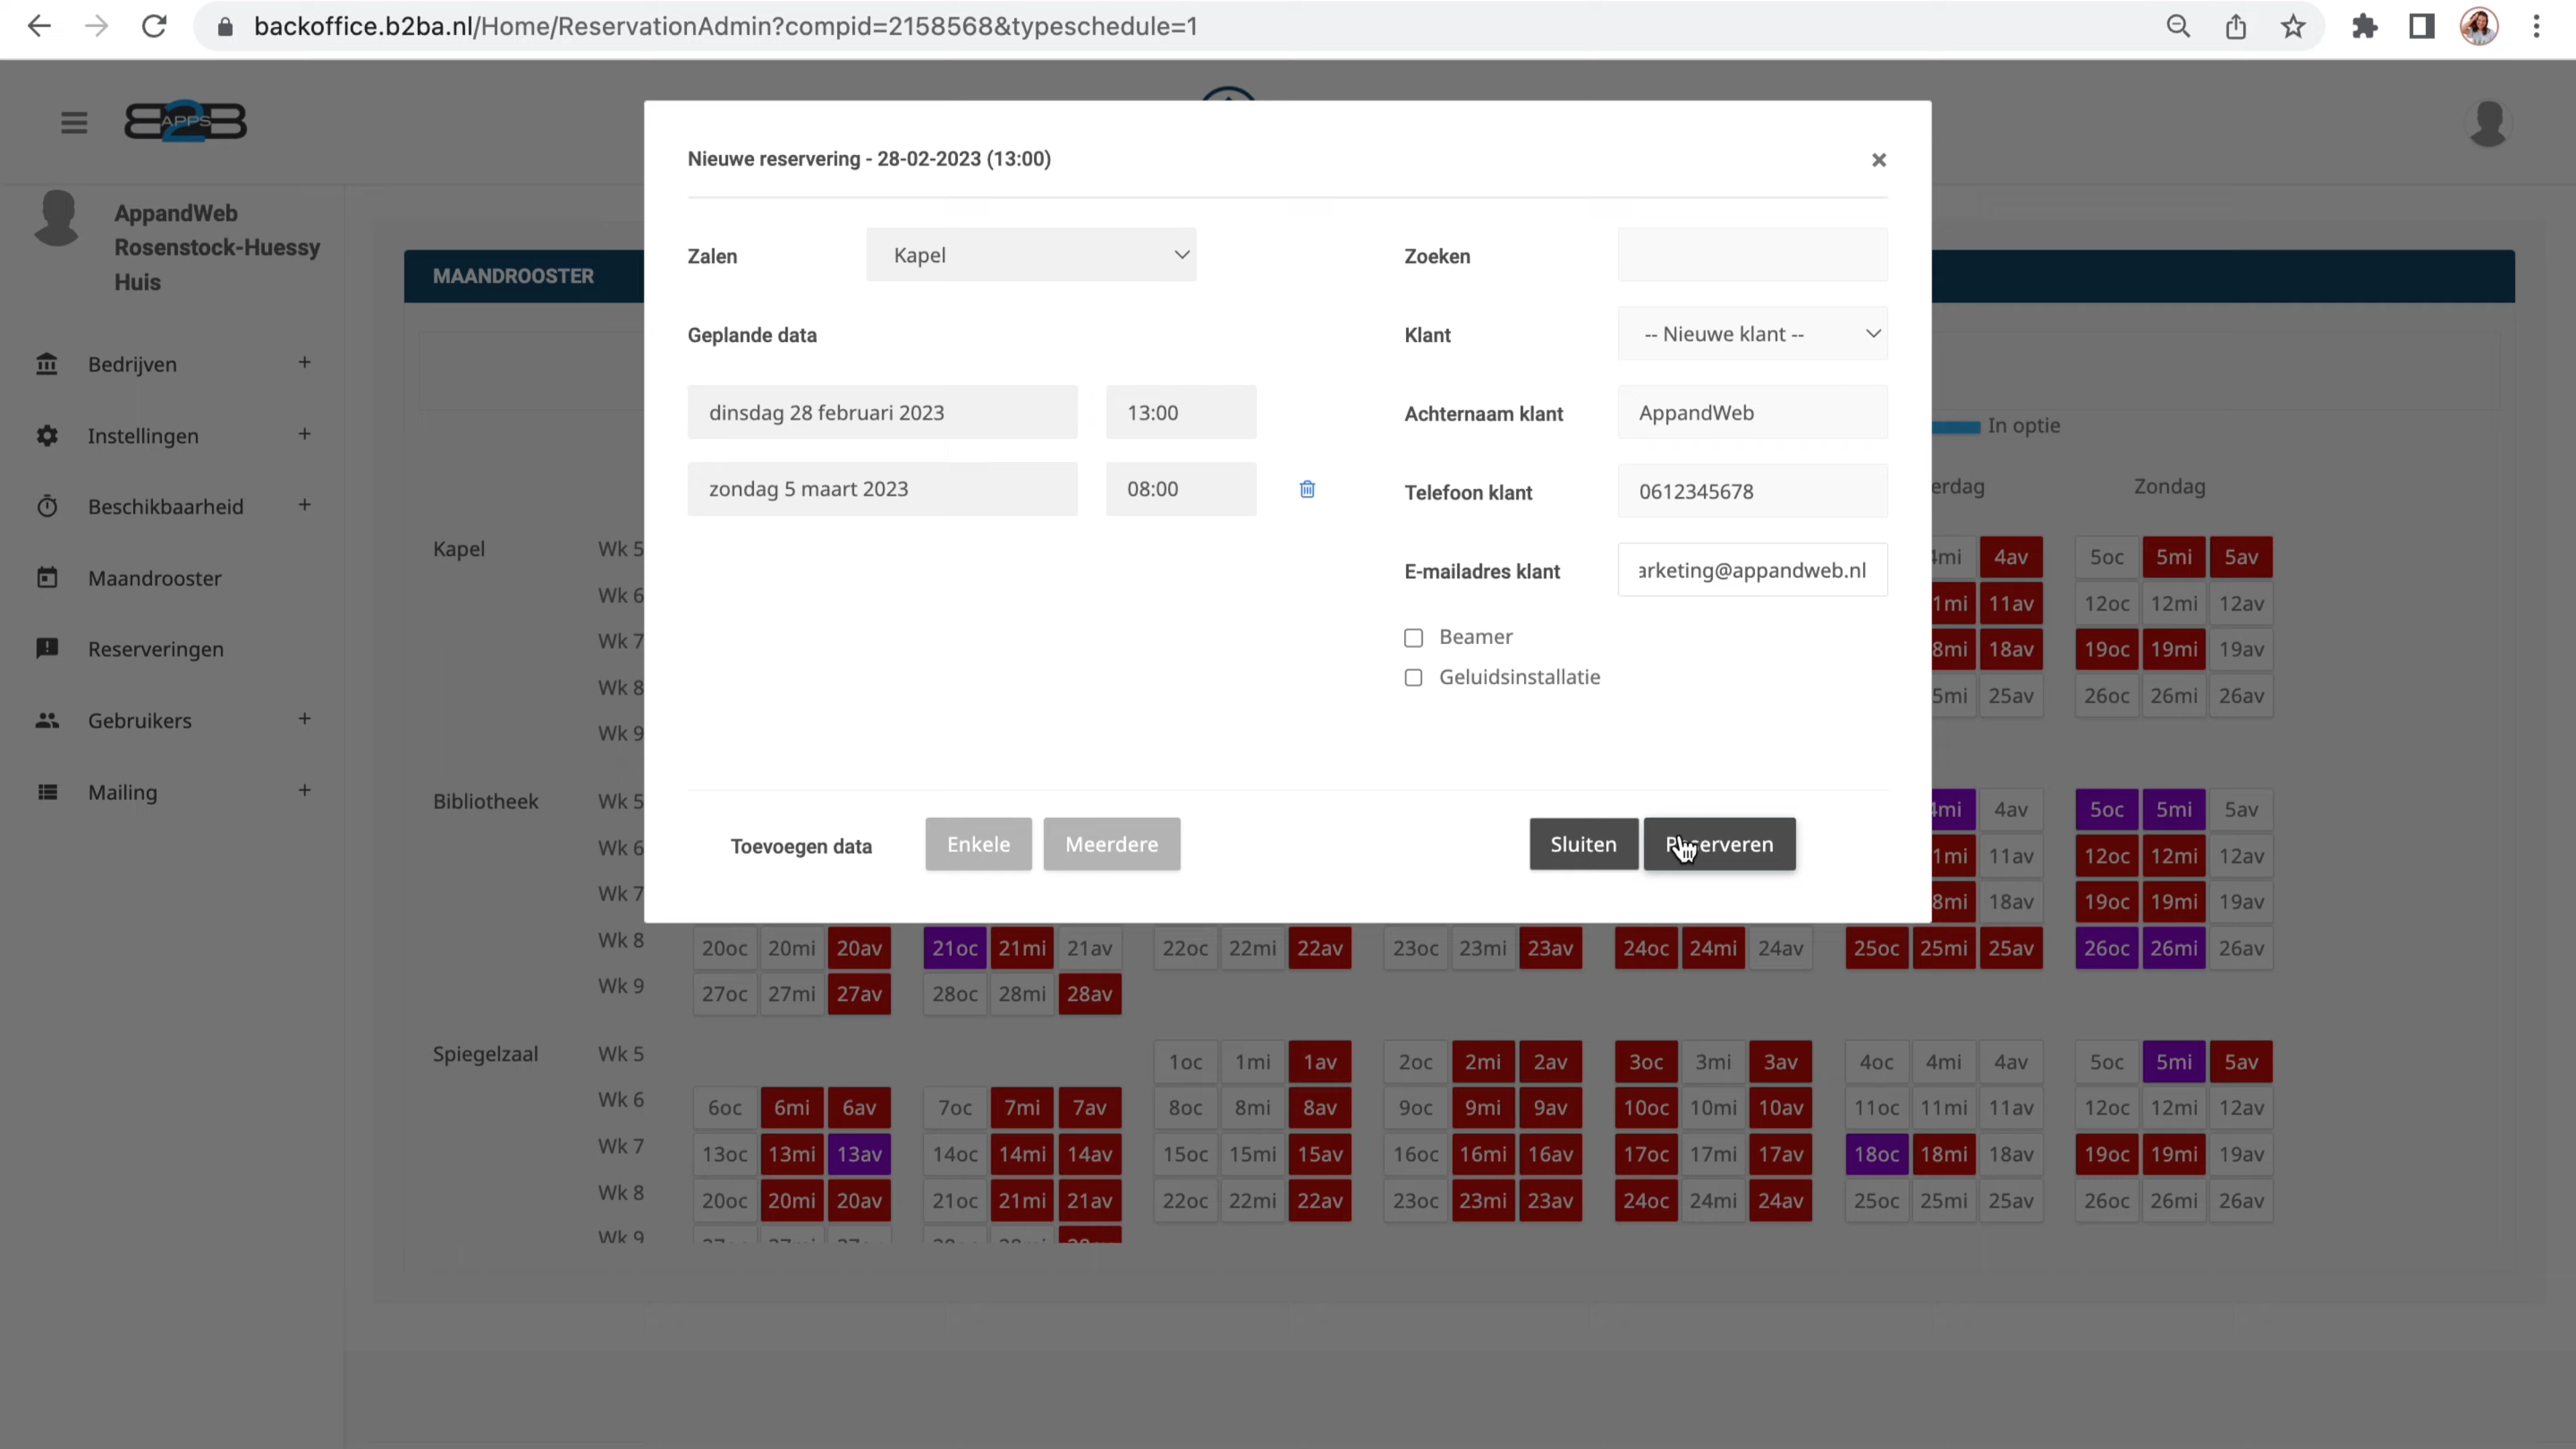 backoffice.b2ba.nl/Home/ReservationAdmin?compid=2158568&typeschedule=1
B2B
APPS
AppandWeb
Rosenstock-Huessy
Huis
Bedrijven +
Instellingen +
Beschikbaarheid +
Maandrooster
Reserveringen
Gebruikers +
Mailing +
MAANDROOSTER
Nieuwe reservering - 28-02-2023 (13:00) ×
Zalen Kapel
Geplande data
dinsdag 28 februari 2023 13:00
zondag 5 maart 2023 08:00
Zoeken
Klant -- Nieuwe klant --
Achternaam klant AppandWeb
Telefoon klant 0612345678
E-mailadres klant arketing@appandweb.nl
Beamer
Geluidsinstallatie
Toevoegen data Enkele Meerdere Sluiten Reserveren
In optie
erdag Zondag
Kapel Wk 5 4mi 4av 5oc 5mi 5av
Wk 6 1mi 11av 12oc 12mi 12av
Wk 7 8mi 18av 19oc 19mi 19av
Wk 8 5mi 25av 26oc 26mi 26av
Wk 9
Bibliotheek Wk 5 4mi 4av 5oc 5mi 5av
Wk 6 1mi 11av 12oc 12mi 12av
Wk 7 8mi 18av 19oc 19mi 19av
Wk 8 20oc 20mi 20av 21oc 21mi 21av 22oc 22mi 22av 23oc 23mi 23av 24oc 24mi 24av 25oc 25mi 25av 26oc 26mi 26av
Wk 9 27oc 27mi 27av 28oc 28mi 28av
Spiegelzaal Wk 5 1oc 1mi 1av 2oc 2mi 2av 3oc 3mi 3av 4oc 4mi 4av 5oc 5mi 5av
Wk 6 6oc 6mi 6av 7oc 7mi 7av 8oc 8mi 8av 9oc 9mi 9av 10oc 10mi 10av 11oc 11mi 11av 12oc 12mi 12av
Wk 7 13oc 13mi 13av 14oc 14mi 14av 15oc 15mi 15av 16oc 16mi 16av 17oc 17mi 17av 18oc 18mi 18av 19oc 19mi 19av
Wk 8 20oc 20mi 20av 21oc 21mi 21av 22oc 22mi 22av 23oc 23mi 23av 24oc 24mi 24av 25oc 25mi 25av 26oc 26mi 26av
Wk 9